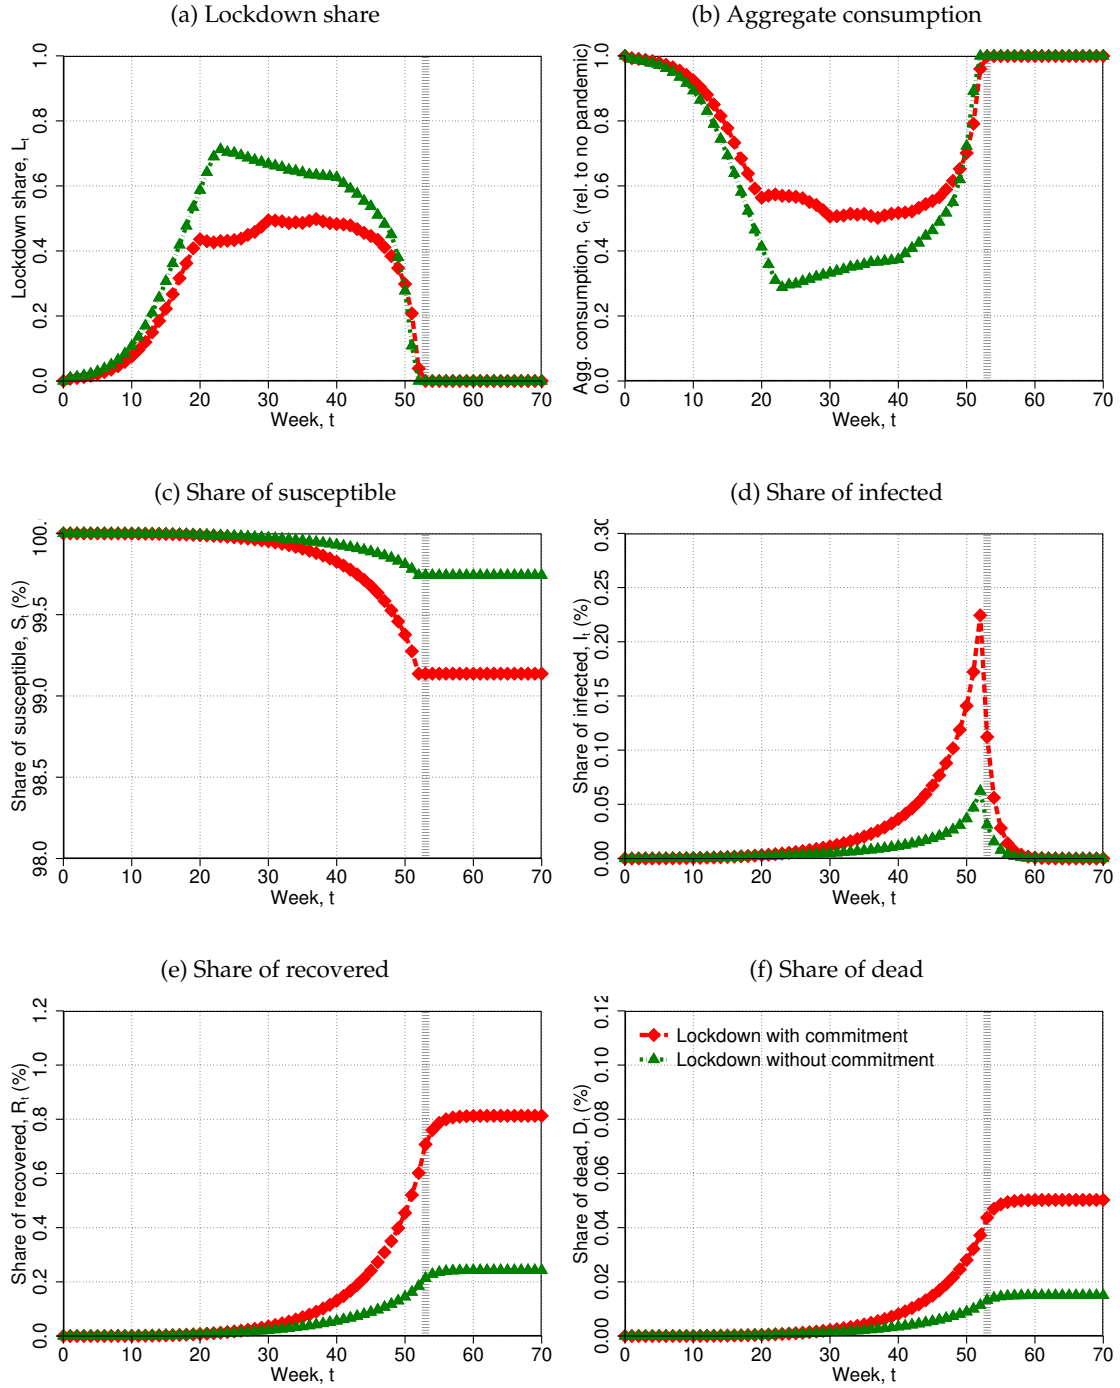 (a) Lockdown share
Lockdown share, Lt
0.0 0.2 0.4 0.6 0.8 1.0
0 10 20 30 40 50 60 70
Week, t
(b) Aggregate consumption
Agg. consumption, ct (rel. to no pandemic)
0.0 0.2 0.4 0.6 0.8 1.0
0 10 20 30 40 50 60 70
Week, t
(c) Share of susceptible
Share of susceptible, St (%)
98.0 98.5 99.0 99.5 100.
0 10 20 30 40 50 60 70
Week, t
(d) Share of infected
Share of infected, It (%)
0.00 0.05 0.10 0.15 0.20 0.25 0.30
0 10 20 30 40 50 60 70
Week, t
(e) Share of recovered
Share of recovered, Rt (%)
0.0 0.2 0.4 0.6 0.8 1.0 1.2
0 10 20 30 40 50 60 70
Week, t
(f) Share of dead
Share of dead, Dt (%)
0.00 0.02 0.04 0.06 0.08 0.10 0.12
Lockdown with commitment
Lockdown without commitment
0 10 20 30 40 50 60 70
Week, t